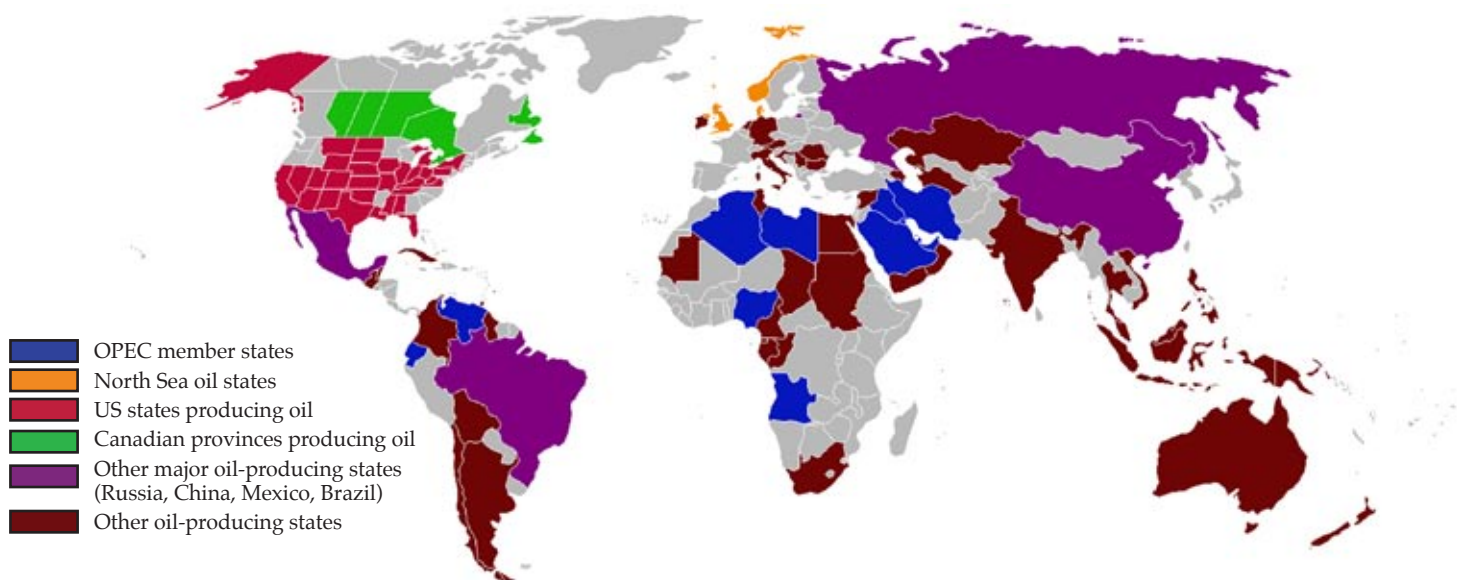 OPEC member states
North Sea oil states
US states producing oil
Canadian provinces producing oil
Other major oil-producing states
(Russia, China, Mexico, Brazil)
Other oil-producing states